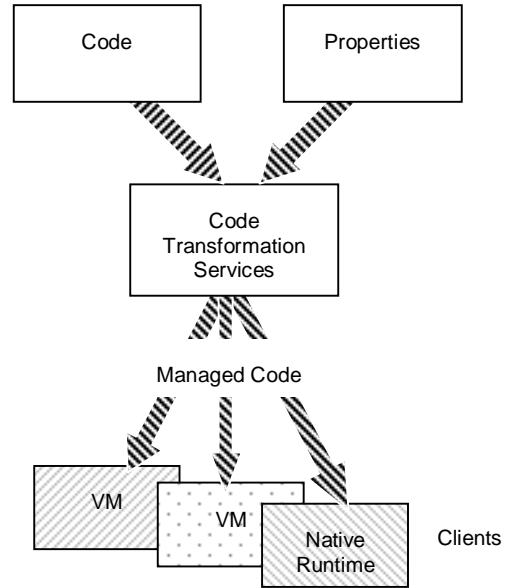 Code
Properties
Code
Transformation
Services
Managed Code
VM
VM
Native
Runtime
Clients